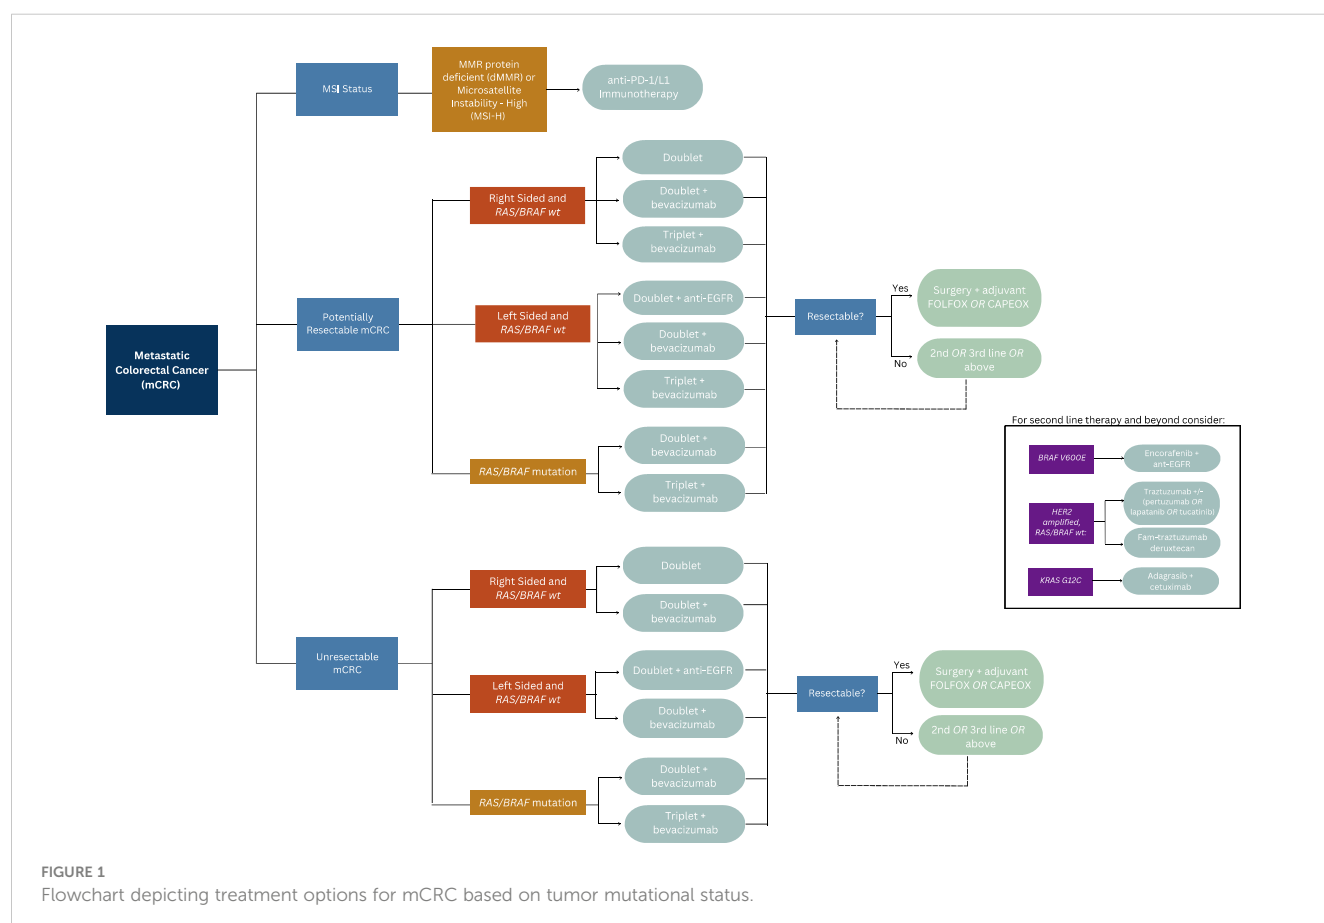 Metastatic
Colorectal Cancer
(mCRC)
MSI Status
MMR protein
deficient (dMMR) or
Microsatellite
Instability - High
(MSI-H)
anti-PD-1/L1
Immunotherapy
Potentially
Resectable mCRC
Right Sided and
RAS/BRAF wt
Doublet
Doublet +
bevacizumab
Triplet +
bevacizumab
Left Sided and
RAS/BRAF wt
Doublet + anti-EGFR
Doublet +
bevacizumab
Triplet +
bevacizumab
RAS/BRAF mutation
Doublet +
bevacizumab
Triplet +
bevacizumab
Resectable?
Yes
Surgery + adjuvant
FOLFOX OR CAPEOX
No
2nd OR 3rd line OR
above
For second line therapy and beyond consider:
BRAF V600E
Encorafenib +
ant-EGFR
HER2
amplified,
RAS/BRAF wt:
Traztuzumab +/-
(pertuzumab OR
lapatanib OR tucatinib)
Fam-traztuzumab
deruxtecan
KRAS G12C
Adagrasib +
cetuximab
Unresectable
mCRC
Right Sided and
RAS/BRAF wt
Doublet
Doublet +
bevacizumab
Left Sided and
RAS/BRAF wt
Doublet + anti-EGFR
Doublet +
bevacizumab
RAS/BRAF mutation
Doublet +
bevacizumab
Triplet +
bevacizumab
Resectable?
Yes
Surgery + adjuvant
FOLFOX OR CAPEOX
No
2nd OR 3rd line OR
above
FIGURE 1
Flowchart depicting treatment options for mCRC based on tumor mutational status.